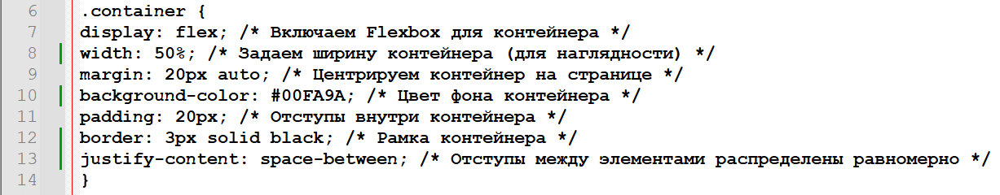 6 .container {
7 display: flex; /* Включаем Flexbox для контейнера */
8 width: 50%; /* Задаем ширину контейнера (для наглядности) */
9 margin: 20px auto; /* Центрируем контейнер на странице */
10 background-color: #00FA9A; /* Цвет фона контейнера */
11 padding: 20px; /* Отступы внутри контейнера */
12 border: 3px solid black; /* Рамка контейнера */
13 justify-content: space-between; /* Отступы между элементами распределены равномерно */
14 }